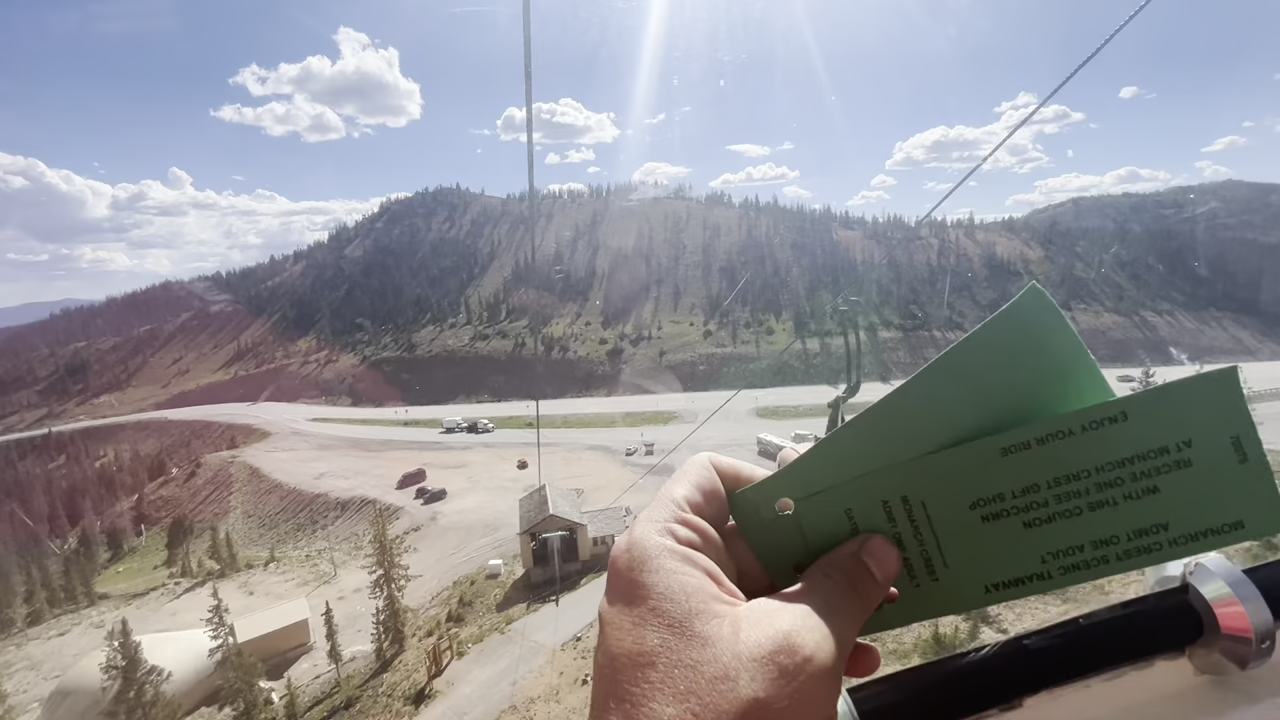 MONARCH CREST SCENIC TRAMWAY
ADMIT ONE ADULT
WITH THIS COUPON
RECEIVE ONE FREE POPCORN
AT MONARCH CREST GIFT SHOP
ENJOY YOUR RIDE
MONARCH CREST
ADMIT ONE ADULT
DATE